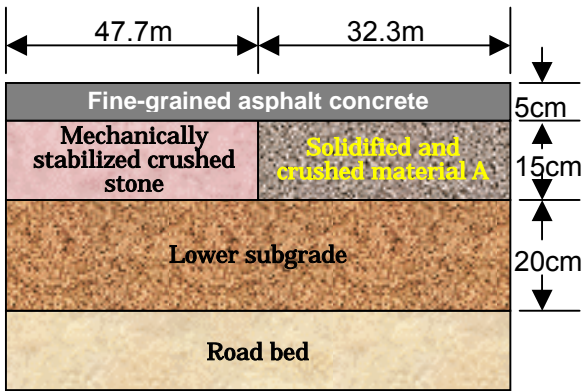 47.7m
32.3m
Fine-grained asphalt concrete
5cm
Mechanically
stabilized crushed
stone
Solidified and
crushed material A
15cm
Lower subgrade
20cm
Road bed